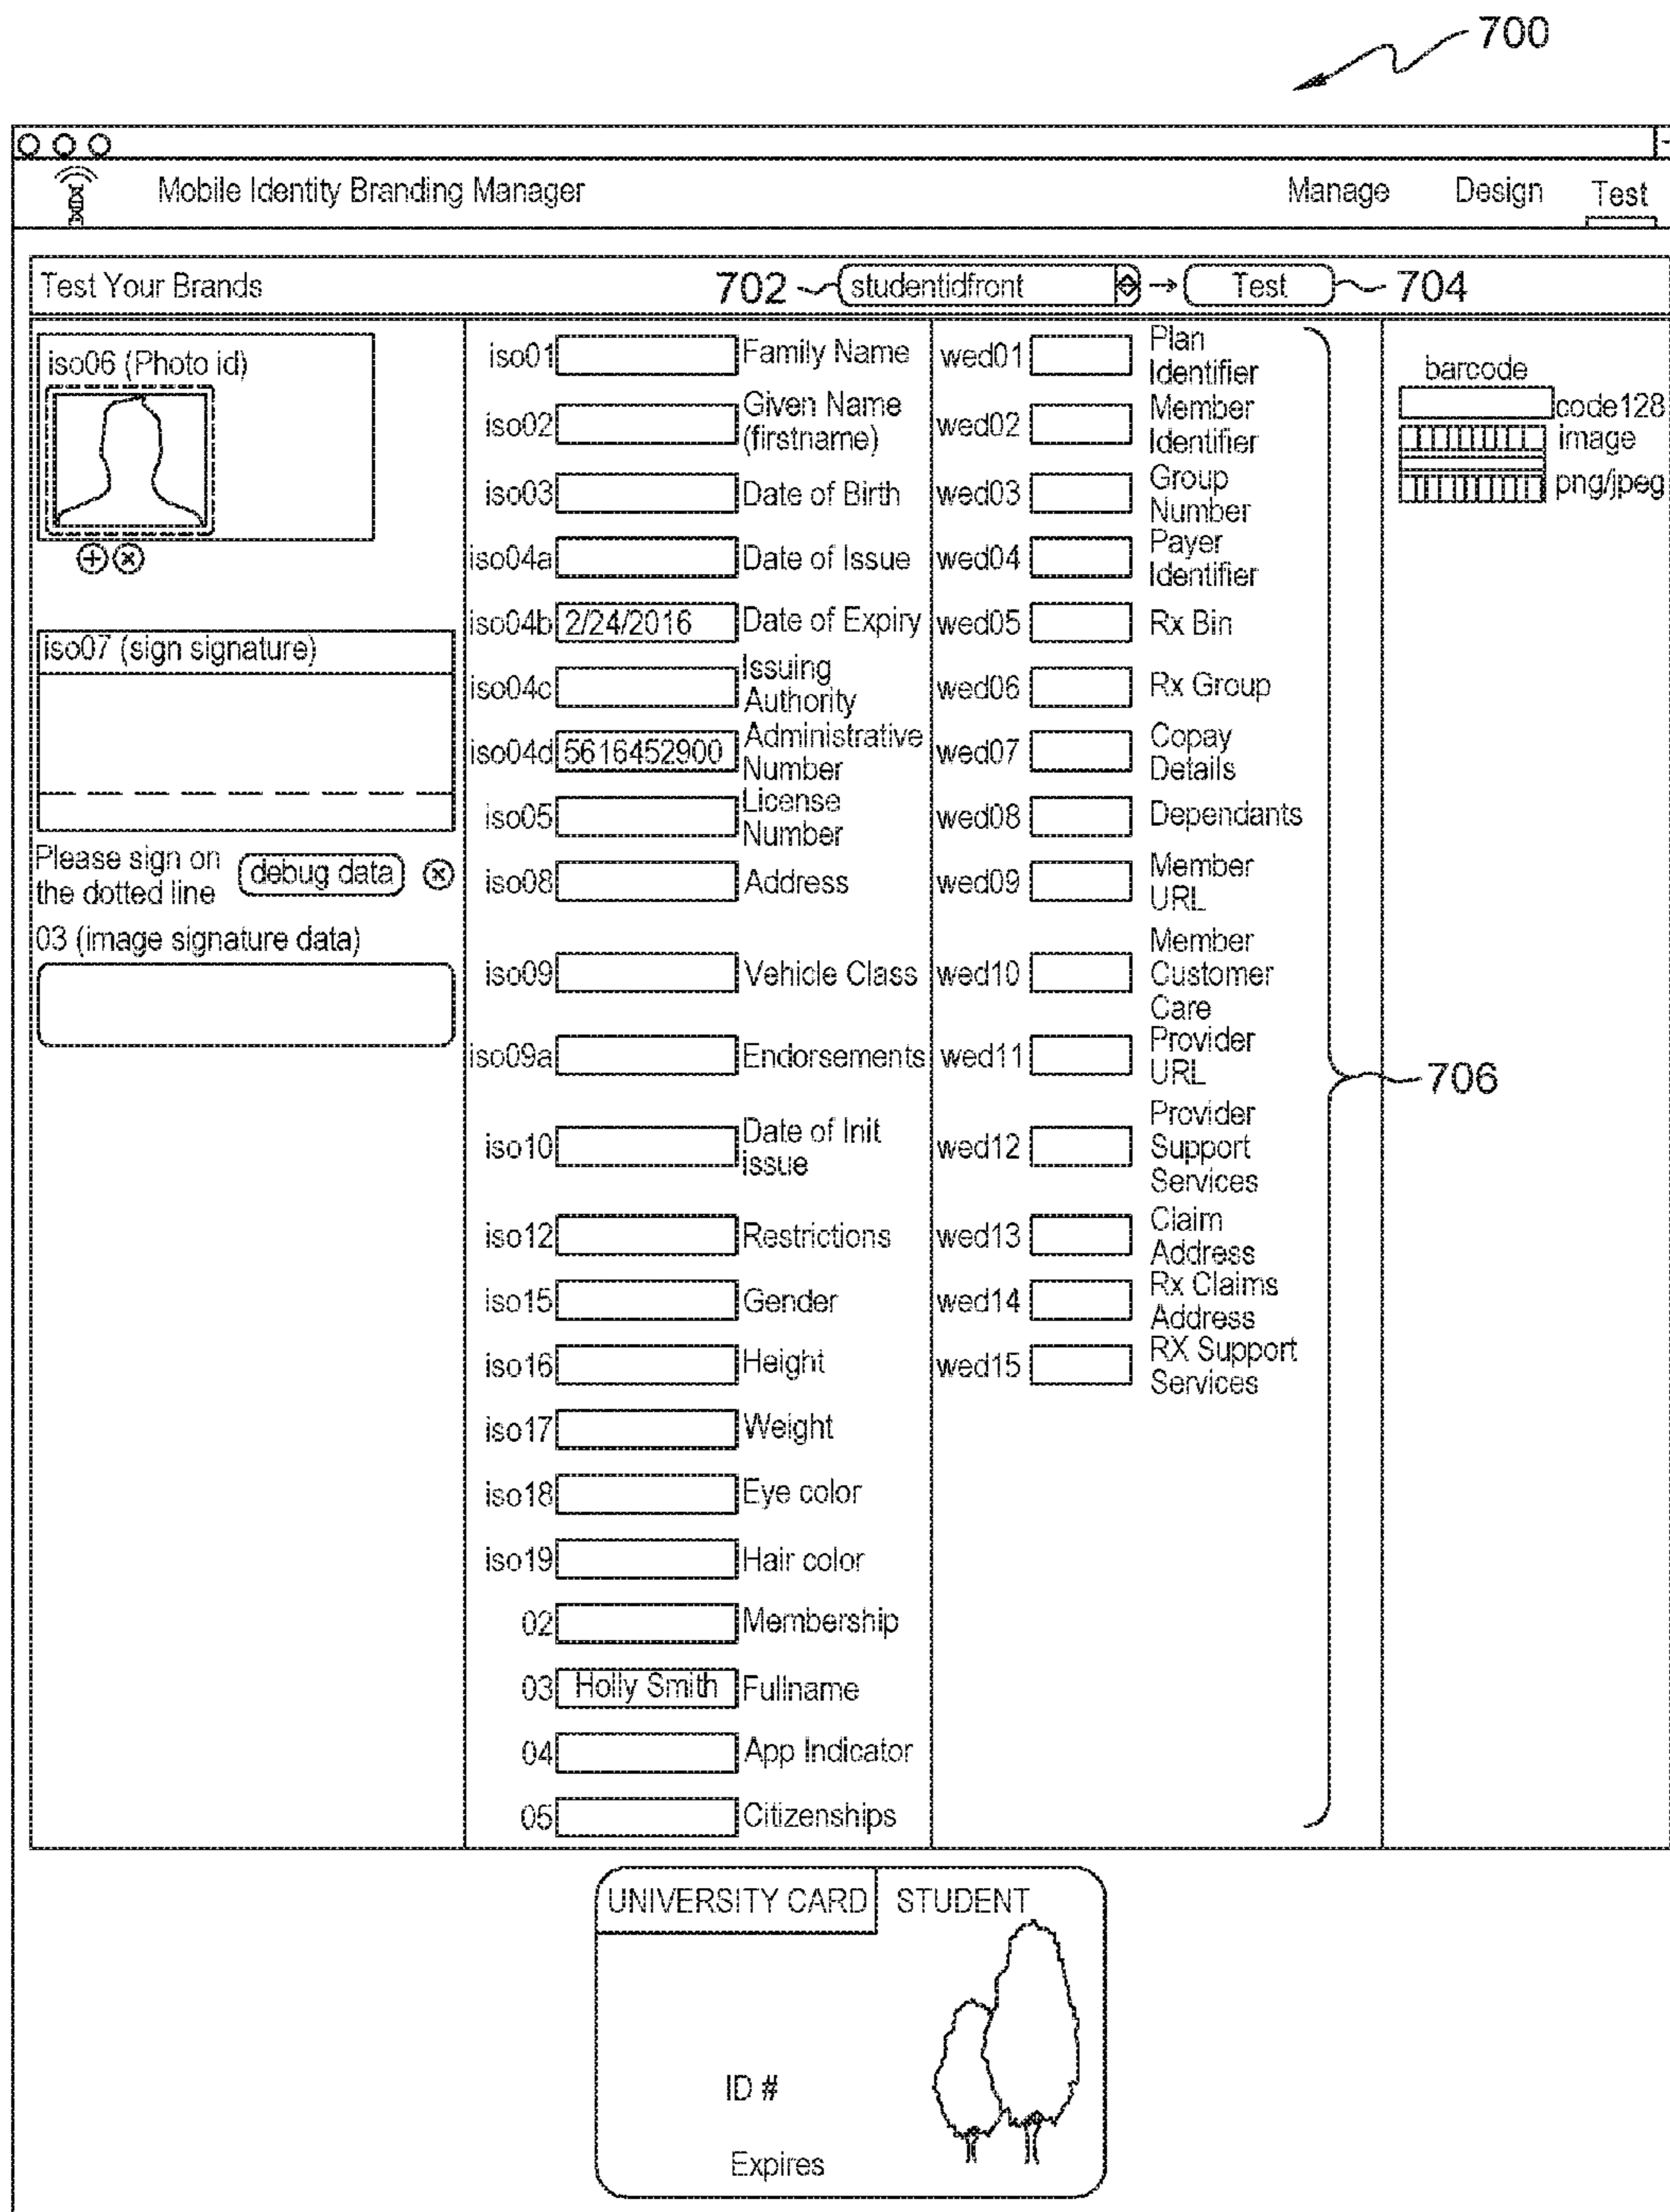 700
Mobile Identity Branding Manager
Manage
Design
Test
Test Your Brands
702
studentidfront
Test
704
iso06 (Photo id)
iso07 (sign signature)
Please sign on
the dotted line
debug data
03 (image signature data)
iso01
Family Name
iso02
Given Name
(firstname)
iso03
Date of Birth
iso04a
Date of Issue
iso04b
2/24/2016
Date of Expiry
iso04c
Issuing
Authority
iso04d
5616452900
Administrative
Number
iso05
License
Number
iso08
Address
iso09
Vehicle Class
iso09a
Endorsements
iso10
Date of Init
issue
iso12
Restrictions
iso15
Gender
iso16
Height
iso17
Weight
iso18
Eye color
iso19
Hair color
02
Membership
03
Holly Smith
Fullname
04
App Indicator
05
Citizenships
wed01
Plan
Identifier
wed02
Member
Identifier
wed03
Group
Number
wed04
Payer
Identifier
wed05
Rx Bin
wed06
Rx Group
wed07
Copay
Details
wed08
Dependants
wed09
Member
URL
wed10
Member
Customer
Care
wed11
Provider
URL
wed12
Provider
Support
Services
wed13
Claim
Address
wed14
Rx Claims
Address
wed15
RX Support
Services
706
barcode
code128
image
png/jpeg
UNIVERSITY CARD
STUDENT
ID #
Expires